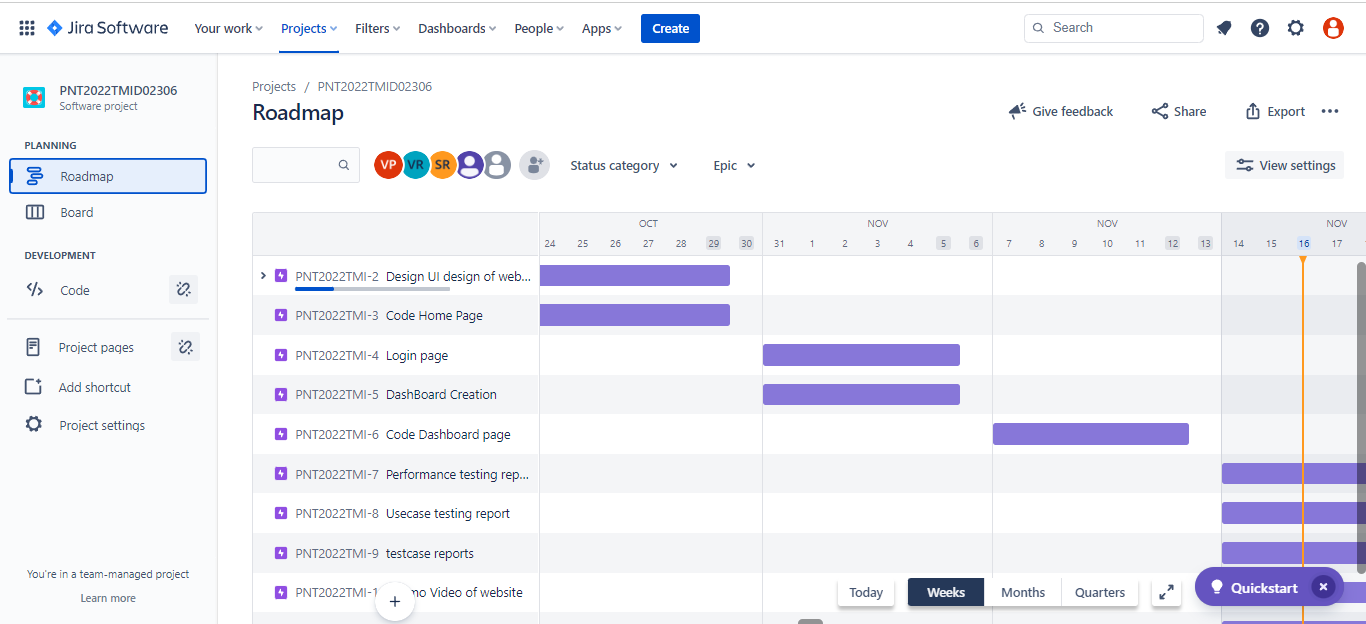 Jira Software Your work Projects Filters Dashboards People Apps Create Search
PNT2022TMID02306
Software project
PLANNING
Roadmap
Board
DEVELOPMENT
Code
Project pages
Add shortcut
Project settings
You're in a team-managed project
Learn more
Projects / PNT2022TMID02306
Roadmap
Give feedback Share Export
VP VR SR Status category Epic View settings
OCT NOV NOV NOV
24 25 26 27 28 29 30 31 1 2 3 4 5 6 7 8 9 10 11 12 13 14 15 16 17
PNT2022TMI-2 Design UI design of web...
PNT2022TMI-3 Code Home Page
PNT2022TMI-4 Login page
PNT2022TMI-5 DashBoard Creation
PNT2022TMI-6 Code Dashboard page
PNT2022TMI-7 Performance testing rep...
PNT2022TMI-8 Usecase testing report
PNT2022TMI-9 testcase reports
Video of website
Today Weeks Months Quarters Quickstart